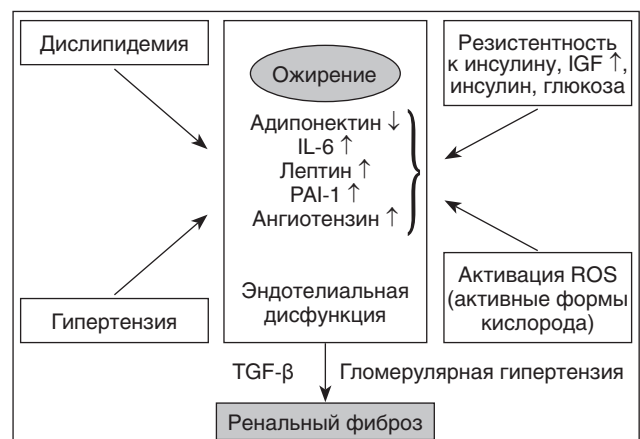 Дислипидемия
Ожирение
Адипонектин ↓
IL-6 ↑
Лептин ↑
PAI-1 ↑
Ангиотензин ↑
Эндотелиальная
дисфункция
Резистентность
к инсулину, IGF ↑,
инсулин, глюкоза
Гипертензия
Активация ROS
(активные формы
кислорода)
TGF-β
Гломерулярная гипертензия
Ренальный фиброз